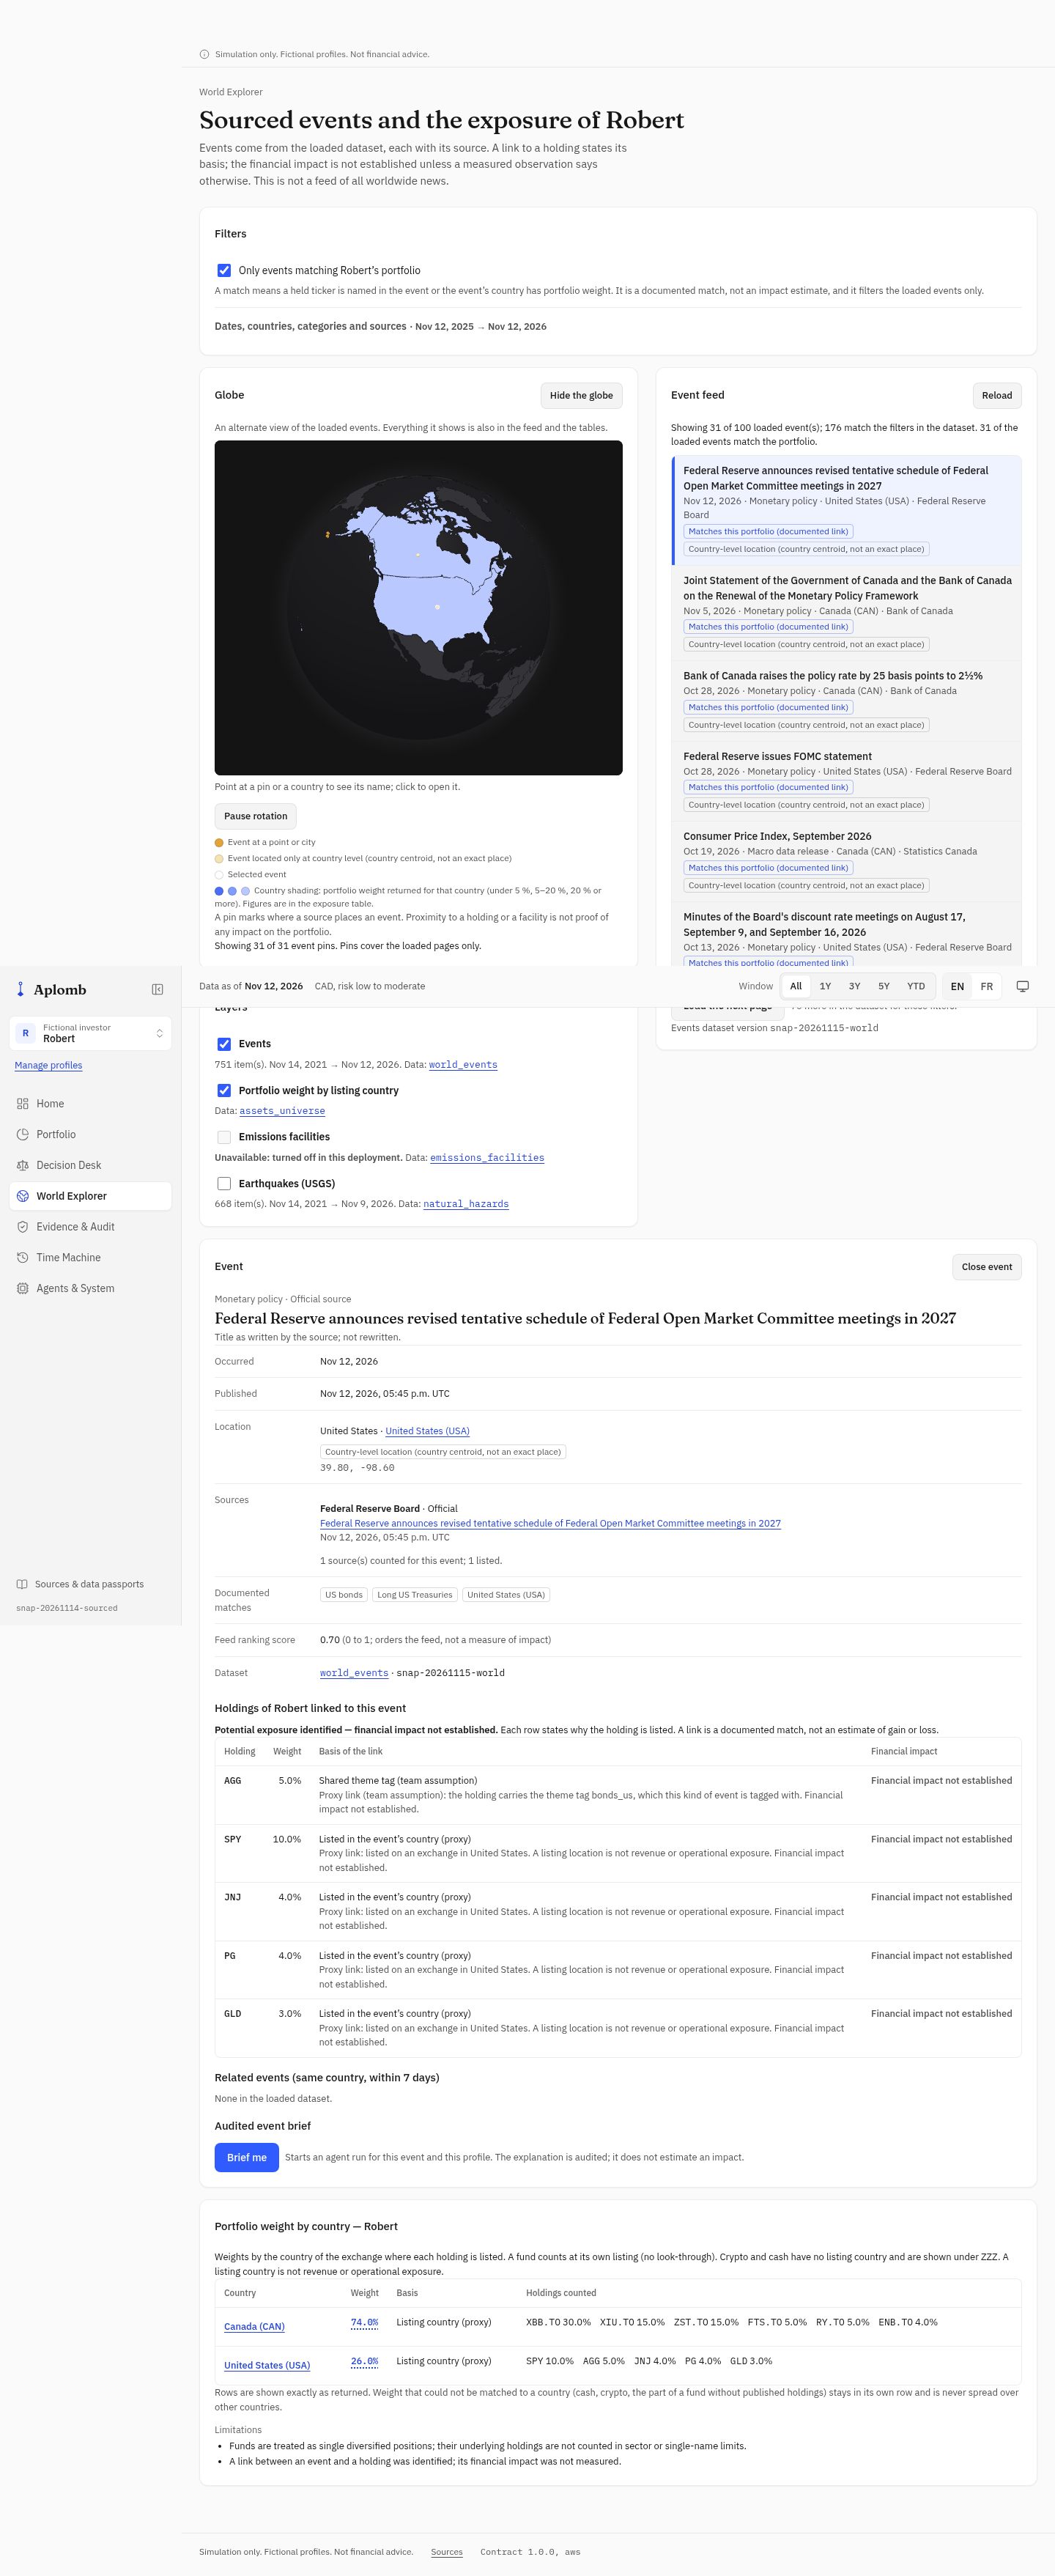 Simulation only. Fictional profiles. Not financial advice.
World Explorer
Sourced events and the exposure of Robert
Events come from the loaded dataset, each with its source. A link to a holding states its
basis; the financial impact is not established unless a measured observation says
otherwise. This is not a feed of all worldwide news.
Filters
Only events matching Robert’s portfolio
A match means a held ticker is named in the event or the event’s country has portfolio weight. It is a documented match, not an impact estimate, and it filters the loaded events only.
Dates, countries, categories and sources · Nov 12, 2025 → Nov 12, 2026
Globe
Hide the globe
An alternate view of the loaded events. Everything it shows is also in the feed and the tables.
Point at a pin or a country to see its name; click to open it.
Pause rotation
Event at a point or city
Event located only at country level (country centroid, not an exact place)
Selected event
Country shading: portfolio weight returned for that country (under 5 %, 5–20 %, 20 % or
more). Figures are in the exposure table.
A pin marks where a source places an event. Proximity to a holding or a facility is not proof of
any impact on the portfolio.
Showing 31 of 31 event pins. Pins cover the loaded pages only.
Event feed
Reload
Showing 31 of 100 loaded event(s); 176 match the filters in the dataset. 31 of the
loaded events match the portfolio.
Federal Reserve announces revised tentative schedule of Federal
Open Market Committee meetings in 2027
Nov 12, 2026 · Monetary policy · United States (USA) · Federal Reserve
Board
Matches this portfolio (documented link)
Country-level location (country centroid, not an exact place)
Joint Statement of the Government of Canada and the Bank of Canada
on the Renewal of the Monetary Policy Framework
Nov 5, 2026 · Monetary policy · Canada (CAN) · Bank of Canada
Matches this portfolio (documented link)
Country-level location (country centroid, not an exact place)
Bank of Canada raises the policy rate by 25 basis points to 2½%
Oct 28, 2026 · Monetary policy · Canada (CAN) · Bank of Canada
Matches this portfolio (documented link)
Country-level location (country centroid, not an exact place)
Federal Reserve issues FOMC statement
Oct 28, 2026 · Monetary policy · United States (USA) · Federal Reserve Board
Matches this portfolio (documented link)
Country-level location (country centroid, not an exact place)
Consumer Price Index, September 2026
Oct 19, 2026 · Macro data release · Canada (CAN) · Statistics Canada
Matches this portfolio (documented link)
Country-level location (country centroid, not an exact place)
Minutes of the Board's discount rate meetings on August 17,
September 9, and September 16, 2026
Oct 13, 2026 · Monetary policy · United States (USA) · Federal Reserve Board
Matches this portfolio (documented link)
Aplomb
R
Fictional investor
Robert
Manage profiles
Home
Portfolio
Decision Desk
World Explorer
Evidence & Audit
Time Machine
Agents & System
Sources & data passports
snap-20261114-sourced
Data as of Nov 12, 2026
CAD, risk low to moderate
Window
All
1Y
3Y
5Y
YTD
EN
FR
Layers
Events
751 item(s). Nov 14, 2021 → Nov 12, 2026. Data: world_events
Portfolio weight by listing country
Data: assets_universe
Emissions facilities
Unavailable: turned off in this deployment. Data: emissions_facilities
Earthquakes (USGS)
668 item(s). Nov 14, 2021 → Nov 9, 2026. Data: natural_hazards
Load the next page
Events dataset version snap-20261115-world
Event
Close event
Monetary policy · Official source
Federal Reserve announces revised tentative schedule of Federal Open Market Committee meetings in 2027
Title as written by the source; not rewritten.
Occurred
Nov 12, 2026
Published
Nov 12, 2026, 05:45 p.m. UTC
Location
United States · United States (USA)
Country-level location (country centroid, not an exact place)
39.80, -98.60
Sources
Federal Reserve Board · Official
Federal Reserve announces revised tentative schedule of Federal Open Market Committee meetings in 2027
Nov 12, 2026, 05:45 p.m. UTC
1 source(s) counted for this event; 1 listed.
Documented
matches
US bonds
Long US Treasuries
United States (USA)
Feed ranking score
0.70 (0 to 1; orders the feed, not a measure of impact)
Dataset
world_events · snap-20261115-world
Holdings of Robert linked to this event
Potential exposure identified — financial impact not established. Each row states why the holding is listed. A link is a documented match, not an estimate of gain or loss.
Holding Weight Basis of the link Financial impact
AGG 5.0% Shared theme tag (team assumption) Financial impact not established
Proxy link (team assumption): the holding carries the theme tag bonds_us, which this kind of event is tagged with. Financial
impact not established.
SPY 10.0% Listed in the event’s country (proxy) Financial impact not established
Proxy link: listed on an exchange in United States. A listing location is not revenue or operational exposure. Financial impact
not established.
JNJ 4.0% Listed in the event’s country (proxy) Financial impact not established
Proxy link: listed on an exchange in United States. A listing location is not revenue or operational exposure. Financial impact
not established.
PG 4.0% Listed in the event’s country (proxy) Financial impact not established
Proxy link: listed on an exchange in United States. A listing location is not revenue or operational exposure. Financial impact
not established.
GLD 3.0% Listed in the event’s country (proxy) Financial impact not established
Proxy link: listed on an exchange in United States. A listing location is not revenue or operational exposure. Financial impact
not established.
Related events (same country, within 7 days)
None in the loaded dataset.
Audited event brief
Brief me
Starts an agent run for this event and this profile. The explanation is audited; it does not estimate an impact.
Portfolio weight by country — Robert
Weights by the country of the exchange where each holding is listed. A fund counts at its own listing (no look-through). Crypto and cash have no listing country and are shown under ZZZ. A
listing country is not revenue or operational exposure.
Country Weight Basis Holdings counted
Canada (CAN) 74.0% Listing country (proxy) XBB.TO 30.0% XIU.TO 15.0% ZST.TO 15.0% FTS.TO 5.0% RY.TO 5.0% ENB.TO 4.0%
United States (USA) 26.0% Listing country (proxy) SPY 10.0% AGG 5.0% JNJ 4.0% PG 4.0% GLD 3.0%
Rows are shown exactly as returned. Weight that could not be matched to a country (cash, crypto, the part of a fund without published holdings) stays in its own row and is never spread over
other countries.
Limitations
• Funds are treated as single diversified positions; their underlying holdings are not counted in sector or single-name limits.
• A link between an event and a holding was identified; its financial impact was not measured.
Simulation only. Fictional profiles. Not financial advice.
Sources
Contract 1.0.0, aws